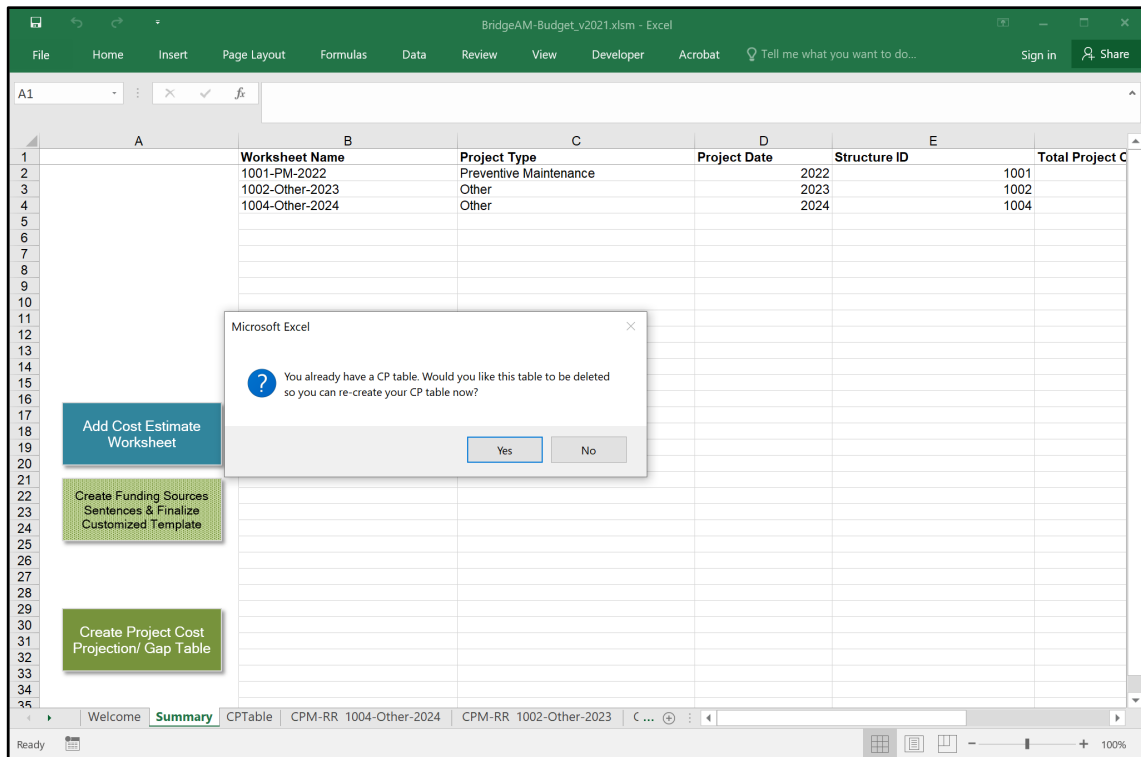 BridgeAM-Budget_v2021.xlsm - Excel
File Home Insert Page Layout Formulas Data Review View Developer Acrobat Tell me what you want to do... Sign in Share
A1 fx
A B C D E
1 Worksheet Name Project Type Project Date Structure ID Total Project C
2 1001-PM-2022 Preventive Maintenance 2022 1001
3 1002-Other-2023 Other 2023 1002
4 1004-Other-2024 Other 2024 1004
5
6
7
8
9
10
11
12
13
14
15
16
17
18
19
20
21
22
23
24
25
26
27
28
29
30
31
32
33
34
35
Microsoft Excel
You already have a CP table. Would you like this table to be deleted
so you can re-create your CP table now?
Yes No
Add Cost Estimate
Worksheet
Create Funding Sources
Sentences & Finalize
Customized Template
Create Project Cost
Projection/ Gap Table
Welcome Summary CPTable CPM-RR 1004-Other-2024 CPM-RR 1002-Other-2023 C ...
Ready 100%